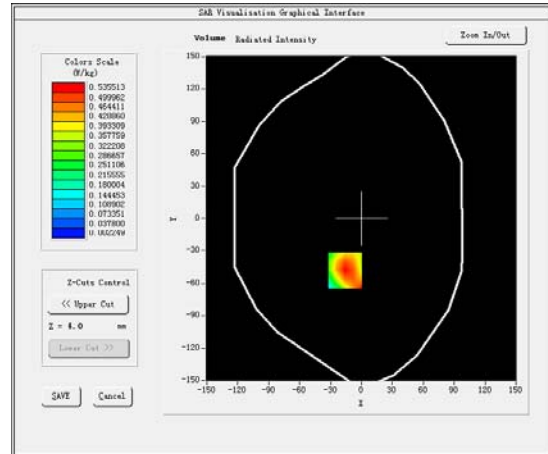 SAR Visualisation Graphical Interface
Volume Radiated Intensity
Zoom In/Out
Colors Scale
(W/kg)
0.535513
0.499962
0.464411
0.428860
0.393309
0.357759
0.322208
0.286657
0.251106
0.215555
0.180004
0.144453
0.108902
0.073351
0.037800
0.002249
Z-Cuts Control
<< Upper Cut
Z = 4.0 mm
Lower Cut >>
SAVE
Cancel
150
120
90
60
30
0
-30
-60
-90
-120
-150
Y
-150 -120 -90 -60 -30 0 30 60 90 120 150
X